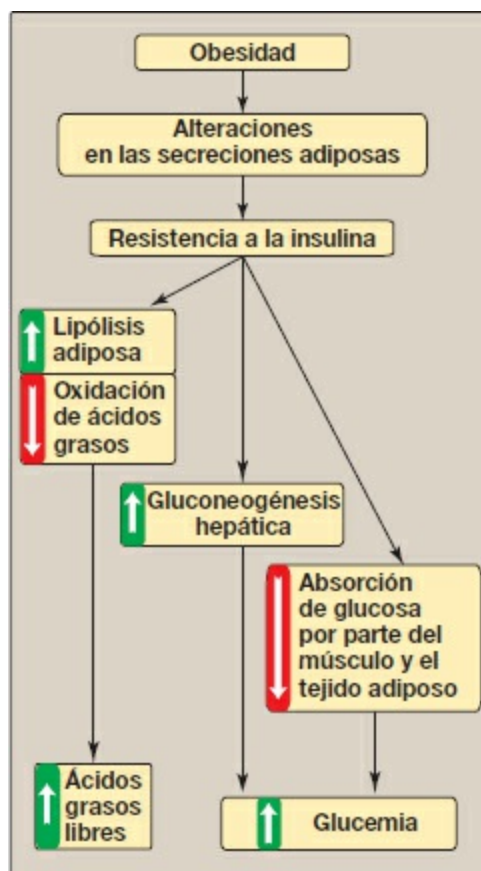 Obesidad
Alteraciones
en las secreciones adiposas
Resistencia a la insulina
Lipólisis
adiposa
Oxidación
de ácidos
grasos
Gluconeogénesis
hepática
Absorción
de glucosa
por parte del
músculo y el
tejido adiposo
Ácidos
grasos
libres
Glucemia